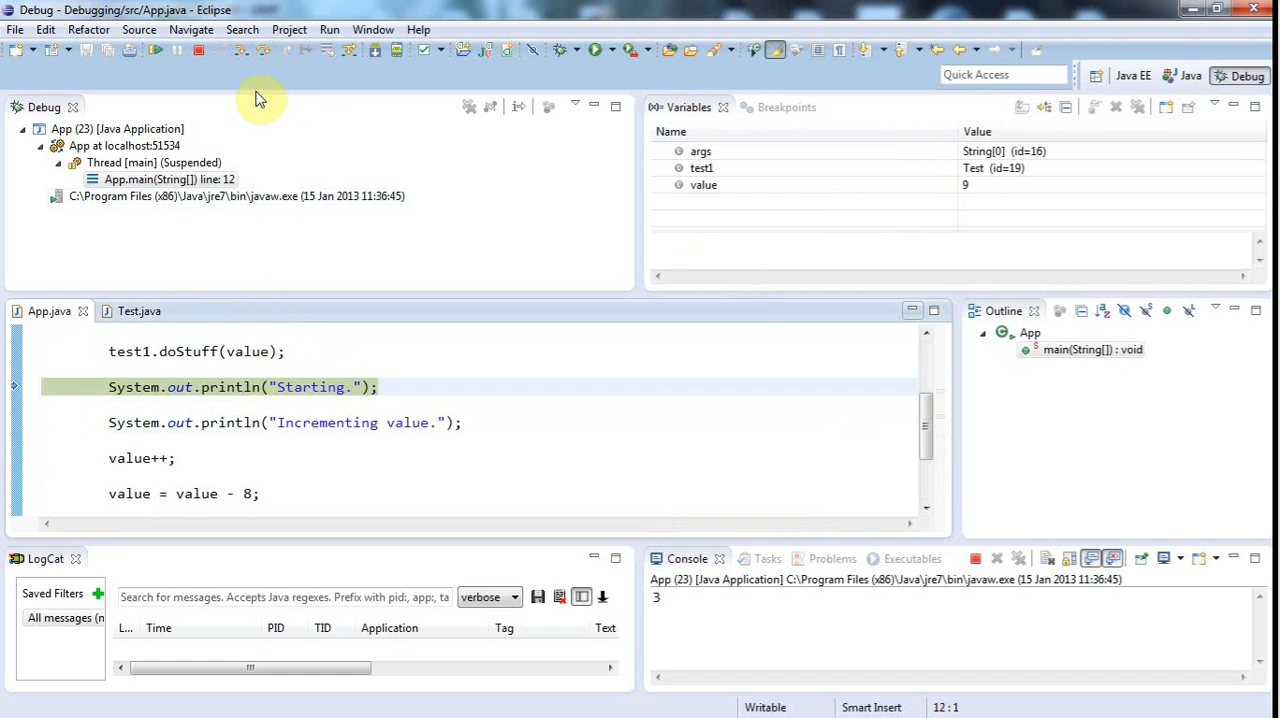 Debug - Debugging/src/App.java - Eclipse
File Edit Refactor Source Navigate Search Project Run Window Help
Quick Access
Java EE Java Debug
Debug
App (23) [Java Application]
App at localhost:51534
Thread [main] (Suspended)
App.main(String[]) line: 12
C:\Program Files (x86)\Java\jre7\bin\javaw.exe (15 Jan 2013 11:36:45)
(x)= Variables Breakpoints
Name Value
args String[0] (id=16)
test1 Test (id=19)
value 9
App.java Test.java
test1.doStuff(value);
System.out.println("Starting.");
System.out.println("Incrementing value.");
value++;
value = value - 8;
Outline
App
main(String[]) : void
LogCat
Saved Filters
All messages (n
Search for messages. Accepts Java regexes. Prefix with pid:, app:, ta
verbose
L... Time PID TID Application Tag Text
Console Tasks Problems Executables
App (23) [Java Application] C:\Program Files (x86)\Java\jre7\bin\javaw.exe (15 Jan 2013 11:36:45)
3
Writable Smart Insert 12 : 1